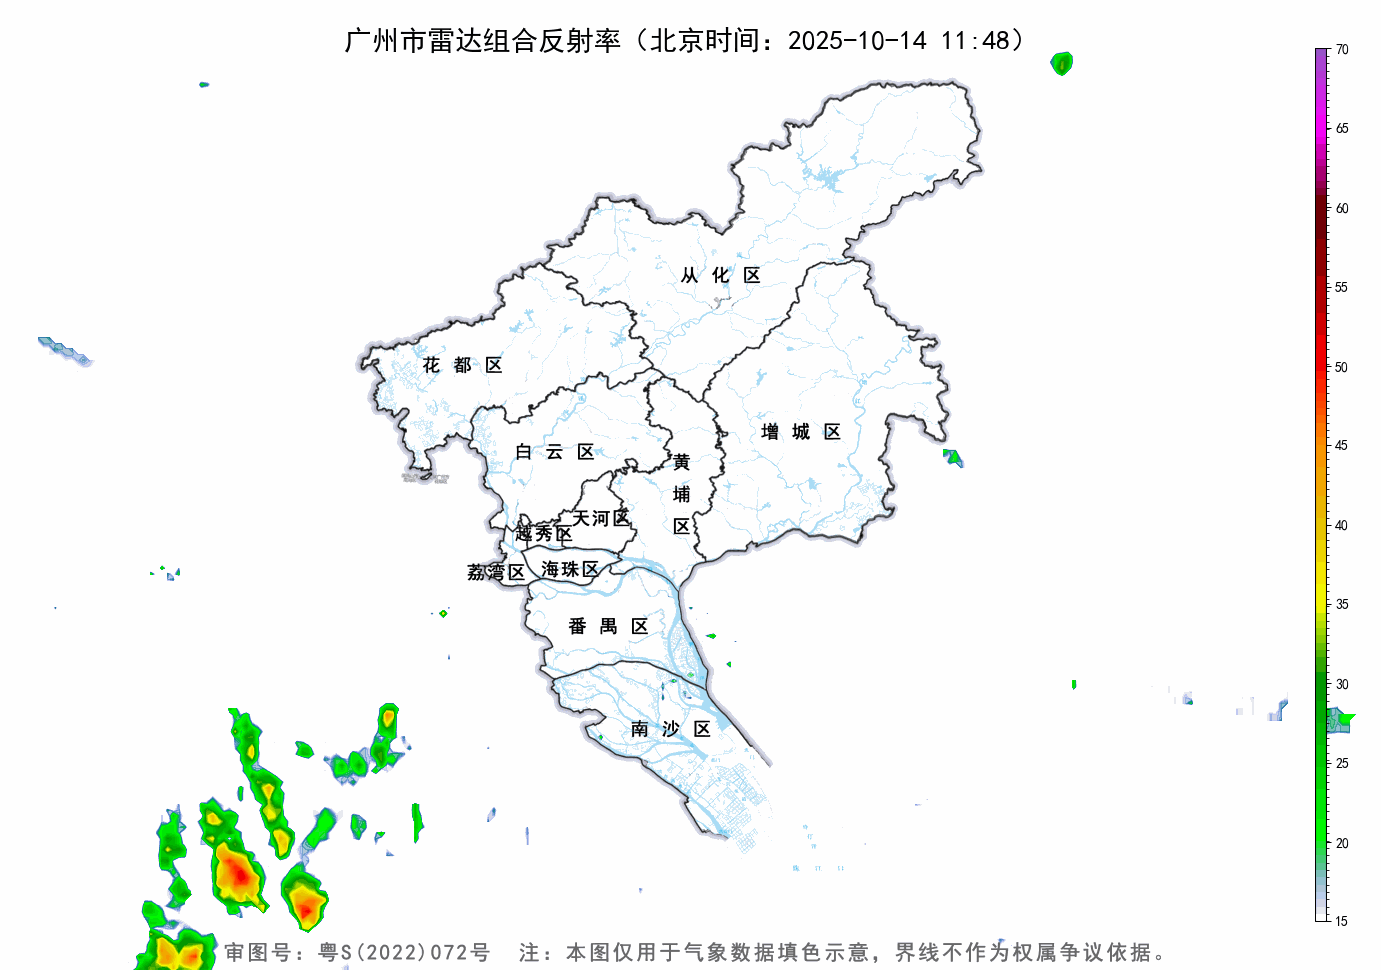 广州市雷达组合反射率（北京时间：2025-10-14 11:48）
70
65
60
55
50
45
40
35
30
25
20
15
从化区
花都区
增城区
白云区
黄埔区
天河区
越秀区
荔湾区
海珠区
番禺区
南沙区
审图号：粤S(2022)072号 注：本图仅用于气象数据填色示意，界线不作为权属争议依据。